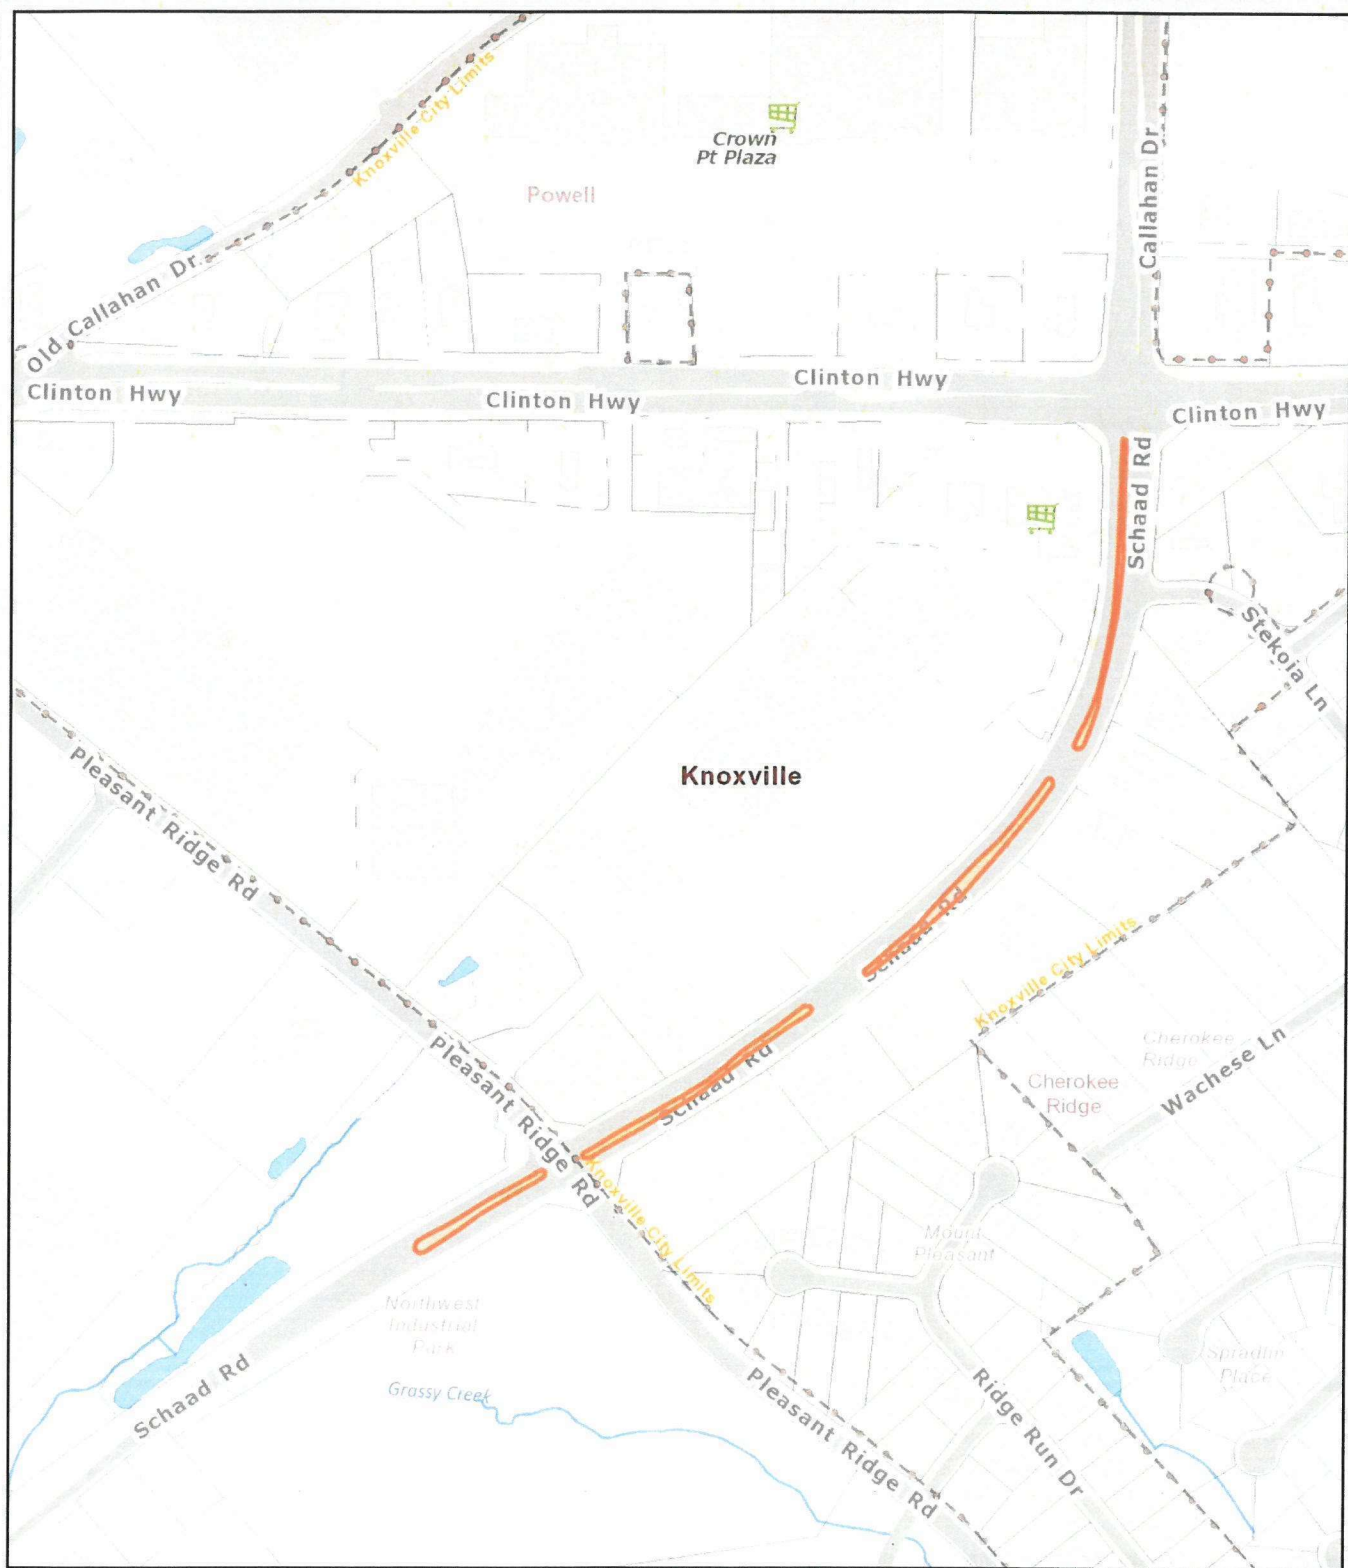 Knoxville City Limits
Crown
Pt Plaza
Powell
Callahan Dr
Old Callahan Dr.
Clinton Hwy
Clinton Hwy
Clinton Hwy
Clinton Hwy
Schaad Rd
Stekoia Ln
Pleasant Ridge Rd
Knoxville
Schaad Rd
Knoxville City Limits
Cherokee
Ridge
Wachese Ln
Cherokee
Ridge
Schaad Rd
Pleasant Ridge Rd
Knoxville City Limits
Mount
Pleasant
Northwest
Industrial
Park
Spradlin
Place
Schaad Rd
Grassy Creek
Pleasant Ridge Rd
Ridge Run Dr